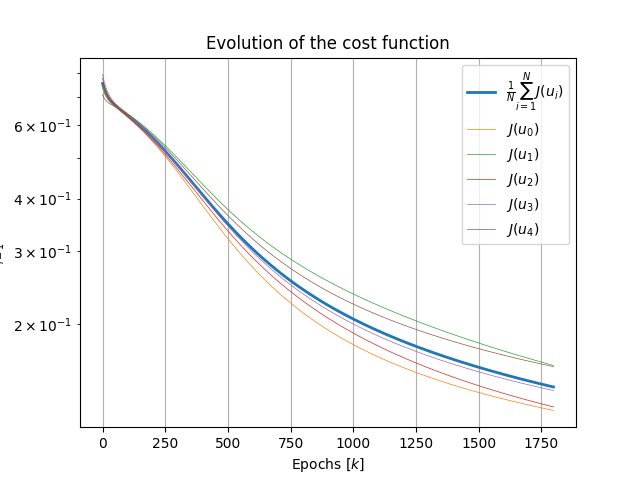 Evolution of the cost function
6 × 10⁻¹
4 × 10⁻¹
3 × 10⁻¹
2 × 10⁻¹
0 250 500 750 1000 1250 1500 1750
Epochs [k]
1/N ∑ᵢ₌₁ᴺ J(uᵢ)
J(u₀)
J(u₁)
J(u₂)
J(u₃)
J(u₄)